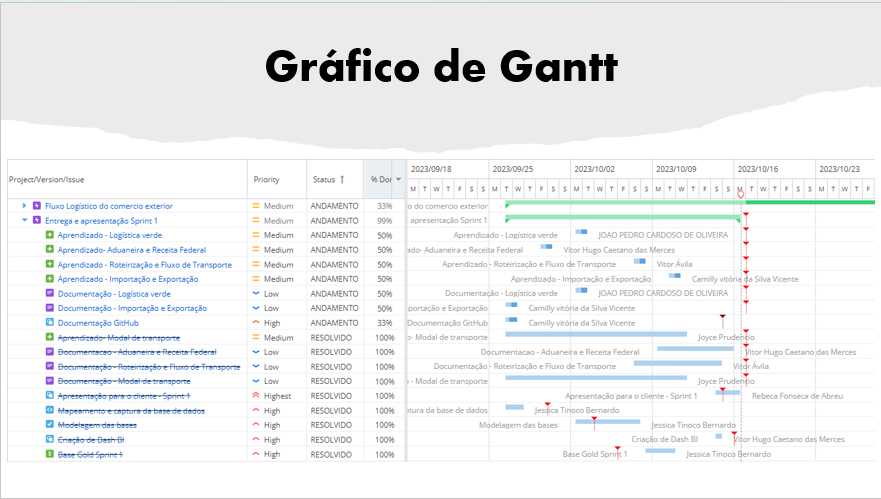 Gráfico de Gantt
2023/09/18 2023/09/25 2023/10/02 2023/10/09 2023/10/16 2023/10/23
Project/Version/Issue Priority Status % Dor M T W T F S S M T W T F S S M T W T F S S M T W T F S S M T W T F S S M T W T F
Fluxo Logístico do comercio exterior Medium ANDAMENTO 33% o do comercio exterior
Entrega e apresentação Sprint 1 Medium ANDAMENTO 99% apresentação Sprint 1
Aprendizado - Logística verde Medium ANDAMENTO 50% Aprendizado - Logística verde JOAO PEDRO CARDOSO DE OLIVEIRA
Aprendizado- Aduaneira e Receita Federal Medium ANDAMENTO 50% ado- Aduaneira e Receita Federal Vitor Hugo Caetano das Merces
Aprendizado - Roteirização e Fluxo de Transporte Medium ANDAMENTO 50% Aprendizado - Roteirização e Fluxo de Transporte Vitor Ávila
Aprendizado - Importação e Exportação Medium ANDAMENTO 50% Aprendizado - Importação e Exportação Camilly vitória da Silva Vicente
Documentação - Logística verde Low ANDAMENTO 50% Documentação - Logística verde JOAO PEDRO CARDOSO DE OLIVEIRA
Documentação - Importação e Exportação Low ANDAMENTO 50% portação e Exportação Camilly vitória da Silva Vicente
Documentação GitHub High ANDAMENTO 33% Documentação GitHub Camilly vitória da Silva Vicente
Aprendizado- Modal de transporte Medium RESOLVIDO 100% o- Modal de transporte Joyce Prudencio
Documentacao - Aduaneira e Receita Federal Low RESOLVIDO 100% Documentacao - Aduaneira e Receita Federal Vitor Hugo Caetano das Merces
Documentação - Roteirização e Fluxo de Transporte Low RESOLVIDO 100% Documentação - Roteirização e Fluxo de Transporte Vitor Ávila
Documentação - Modal de transporte Low RESOLVIDO 100% - Modal de transporte Joyce Prudencio
Apresentação para o cliente - Sprint 1 Highest RESOLVIDO 100% Apresentação para o cliente - Sprint 1 Rebeca Fonseca de Abreu
Mapeamento e captura da base de dados High RESOLVIDO 100% tura da base de dados Jessica Tinoco Bernardo
Modelagem das bases High RESOLVIDO 100% Modelagem das bases Jessica Tinoco Bernardo
Criação de Dash BI High RESOLVIDO 100% Criação de Dash BI Vitor Hugo Caetano das Merces
Base Gold Sprint 1 High RESOLVIDO 100% Base Gold Sprint 1 Jessica Tinoco Bernardo